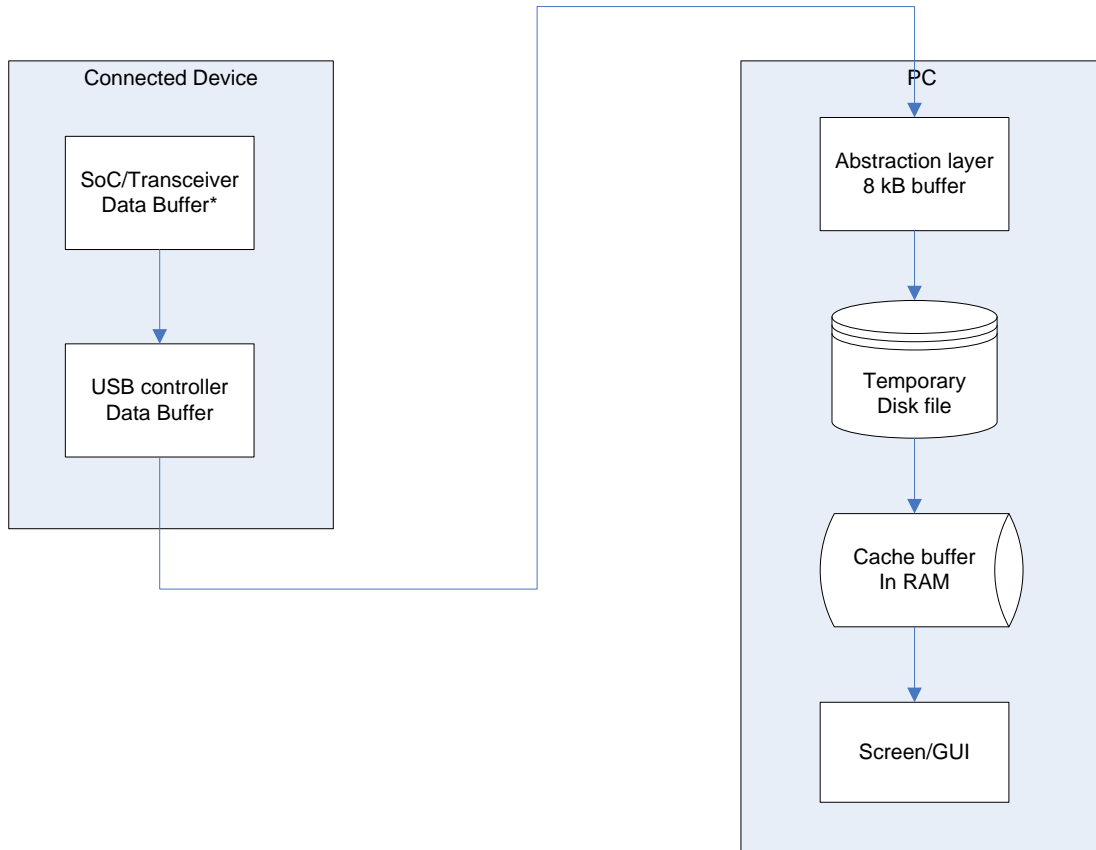 Connected Device
SoC/Transceiver
Data Buffer*
USB controller
Data Buffer
PC
Abstraction layer
8 kB buffer
Temporary
Disk file
Cache buffer
In RAM
Screen/GUI